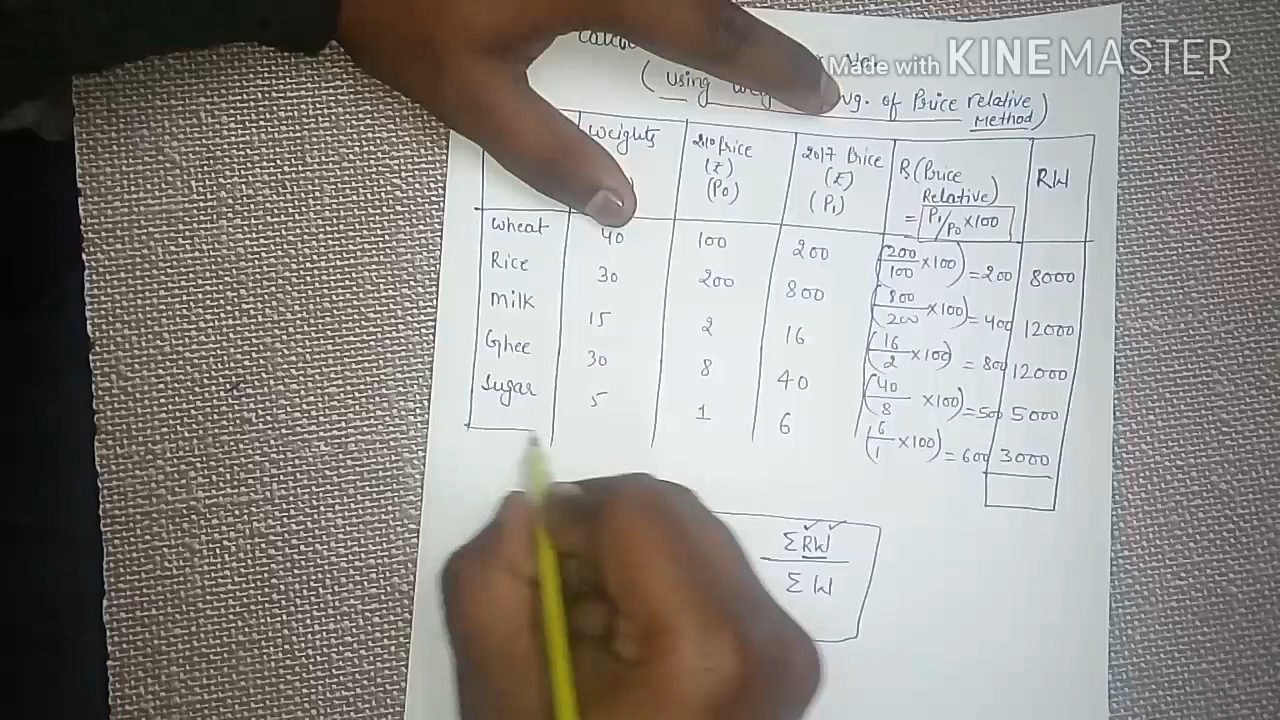 Made with KINEMASTER
( Using
of Price relative
Method )
Weights 2010 Price 2017 Price R (Price RW
(₹) (₹) Relative)
(P0) (P1) = P1/P0 × 100
Wheat 40 100 200 (200/100 × 100) = 200 8000
Rice 30 200 800 (800/200 × 100) = 400 12000
Milk 15 2 16 (16/2 × 100) = 800 12000
Ghee 30 8 40 (40/8 × 100) = 500 5000
Sugar 5 1 6 (6/1 × 100) = 600 3000
ΣRW
ΣW